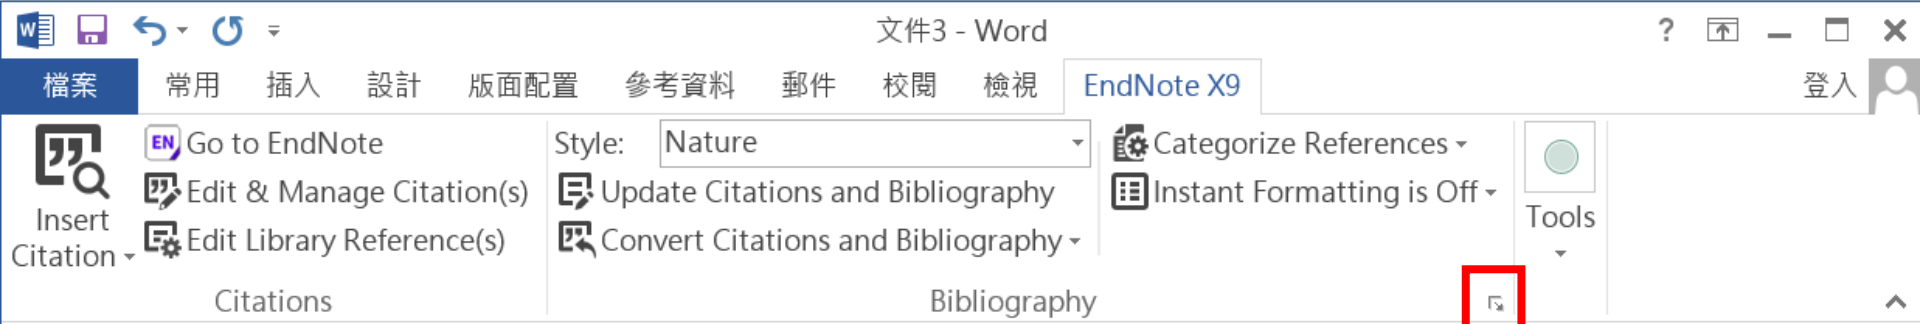 文件3 - Word
?
檔案 常用 插入 設計 版面配置 參考資料 郵件 校閱 檢視 EndNote X9 登入
Insert Citation
EN Go to EndNote
Edit & Manage Citation(s)
Edit Library Reference(s)
Citations
Style: Nature
Update Citations and Bibliography
Convert Citations and Bibliography
Categorize References
Instant Formatting is Off
Bibliography
Tools